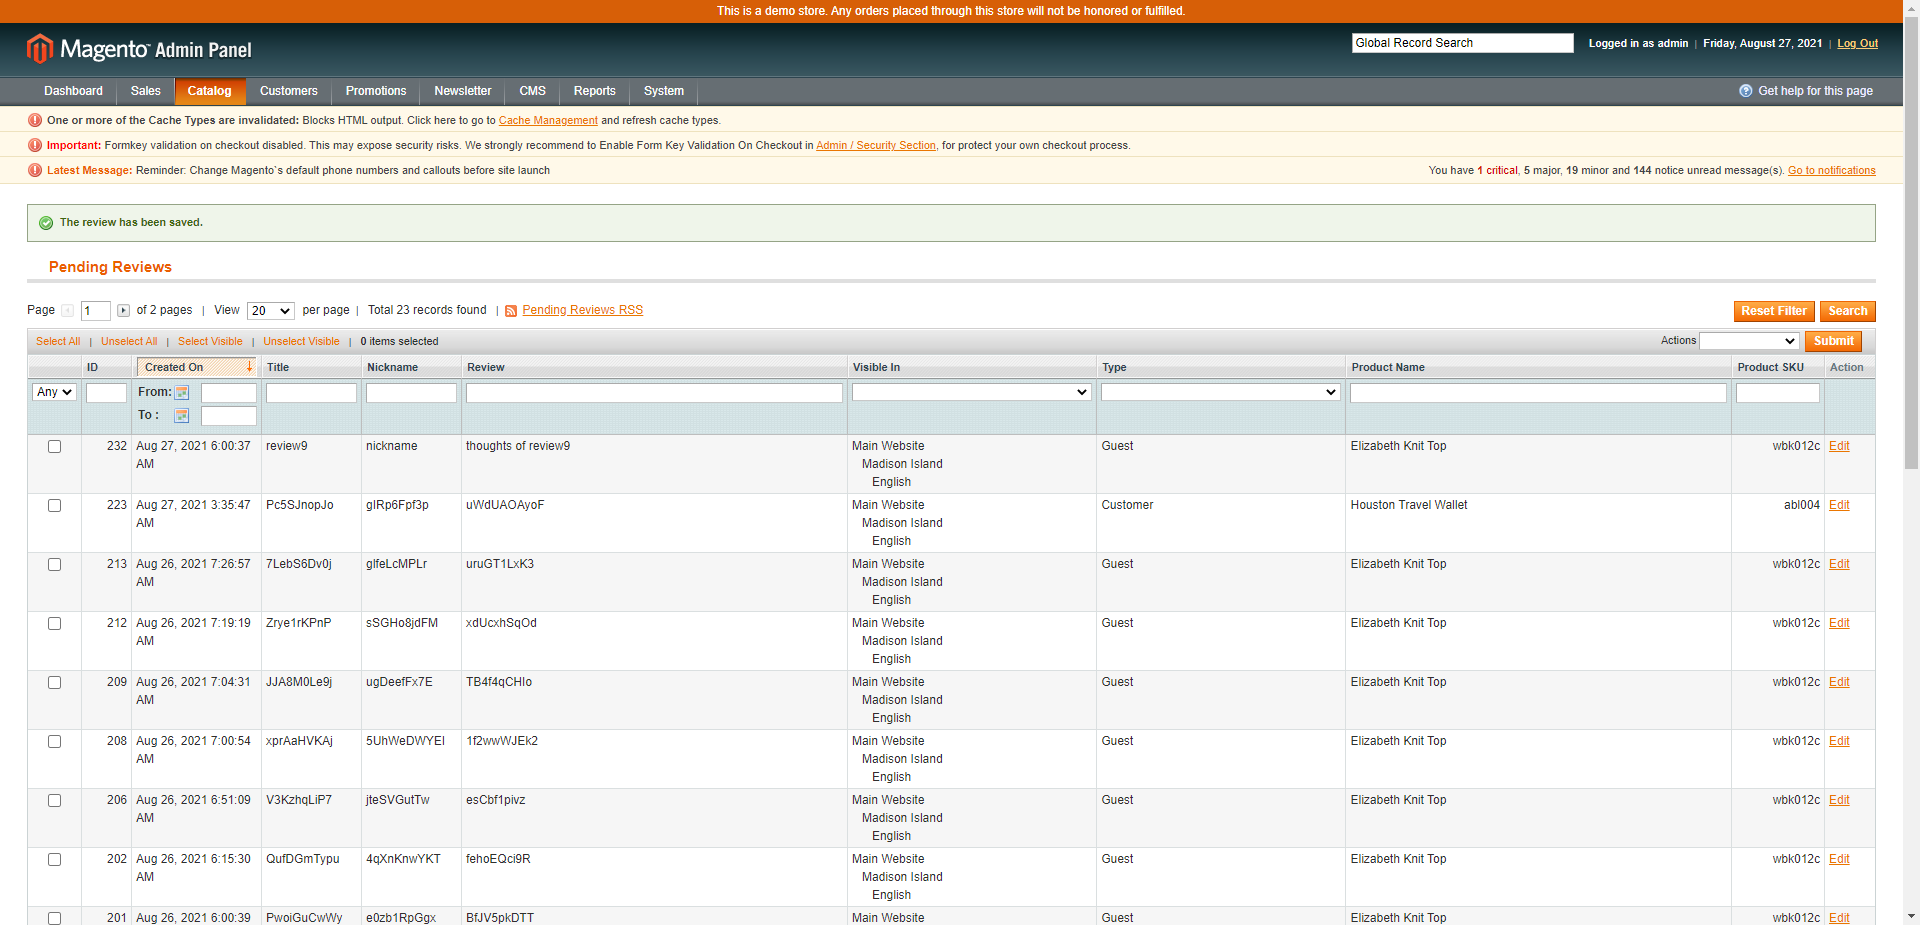 This is a demo store. Any orders placed through this store will not be honored or fulfilled.
Magento Admin Panel
Global Record Search
Logged in as admin | Friday, August 27, 2021 | Log Out
Dashboard Sales Catalog Customers Promotions Newsletter CMS Reports System
Get help for this page
One or more of the Cache Types are invalidated: Blocks HTML output. Click here to go to Cache Management and refresh cache types.
Important: Formkey validation on checkout disabled. This may expose security risks. We strongly recommend to Enable Form Key Validation On Checkout in Admin / Security Section, for protect your own checkout process.
Latest Message: Reminder: Change Magento`s default phone numbers and callouts before site launch
You have 1 critical, 5 major, 19 minor and 144 notice unread message(s). Go to notifications
The review has been saved.
Pending Reviews
Page 1 of 2 pages | View 20 per page | Total 23 records found | Pending Reviews RSS
Reset Filter Search
Select All | Unselect All | Select Visible | Unselect Visible | 0 items selected
Actions Submit
ID Created On Title Nickname Review Visible In Type Product Name Product SKU Action
Any From:
To :
232 Aug 27, 2021 6:00:37 review9 nickname thoughts of review9 Main Website Guest Elizabeth Knit Top wbk012c Edit
AM Madison Island
English
223 Aug 27, 2021 3:35:47 Pc5SJnopJo gIRp6Fpf3p uWdUAOAyoF Main Website Customer Houston Travel Wallet abl004 Edit
AM Madison Island
English
213 Aug 26, 2021 7:26:57 7LebS6Dv0j glfeLcMPLr uruGT1LxK3 Main Website Guest Elizabeth Knit Top wbk012c Edit
AM Madison Island
English
212 Aug 26, 2021 7:19:19 Zrye1rKPnP sSGHo8jdFM xdUcxhSqOd Main Website Guest Elizabeth Knit Top wbk012c Edit
AM Madison Island
English
209 Aug 26, 2021 7:04:31 JJA8M0Le9j ugDeefFx7E TB4f4qCHIo Main Website Guest Elizabeth Knit Top wbk012c Edit
AM Madison Island
English
208 Aug 26, 2021 7:00:54 xprAaHVKAj 5UhWeDWYEI 1f2wwWJEk2 Main Website Guest Elizabeth Knit Top wbk012c Edit
AM Madison Island
English
206 Aug 26, 2021 6:51:09 V3KzhqLiP7 jteSVGutTw esCbf1pivz Main Website Guest Elizabeth Knit Top wbk012c Edit
AM Madison Island
English
202 Aug 26, 2021 6:15:30 QufDGmTypu 4qXnKnwYKT fehoEQci9R Main Website Guest Elizabeth Knit Top wbk012c Edit
AM Madison Island
English
201 Aug 26, 2021 6:00:39 PwoiGuCwWy e0zb1RpGgx BfJV5pkDTT Main Website Guest Elizabeth Knit Top wbk012c Edit